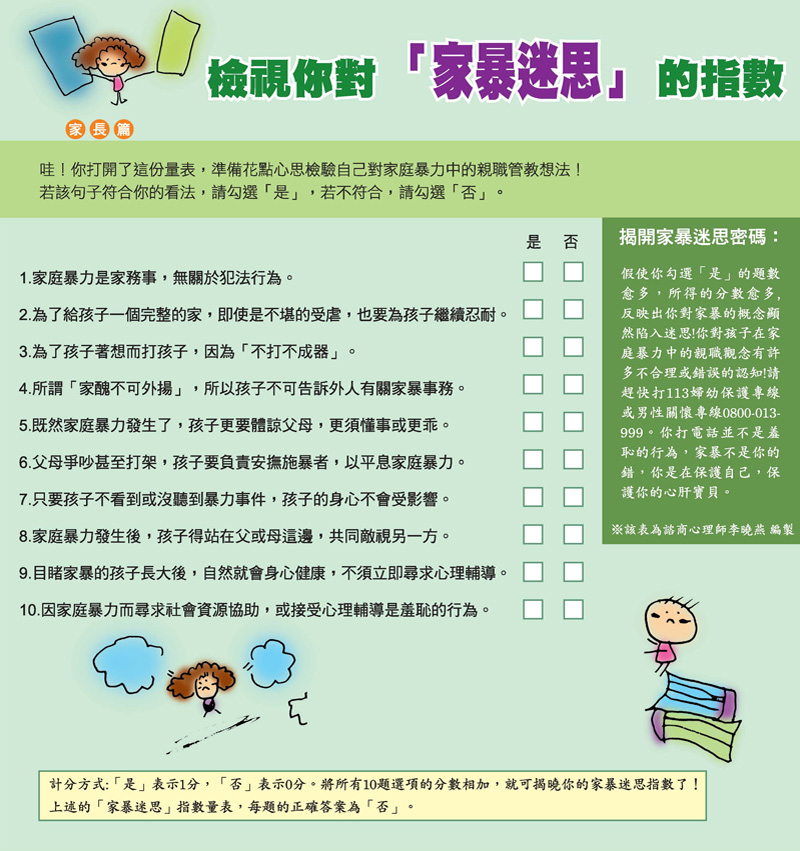 檢視你對「家暴迷思」的指數
家長篇
哇！你打開了這份量表，準備花點心思檢驗自己對家庭暴力中的親職管教想法！
若該句子符合你的看法，請勾選「是」，若不符合，請勾選「否」。
是 否
1.家庭暴力是家務事，無關於犯法行為。
2.為了給孩子一個完整的家，即使是不堪的受虐，也要為孩子繼續忍耐。
3.為了孩子著想而打孩子，因為「不打不成器」。
4.所謂「家醜不可外揚」，所以孩子不可告訴外人有關家暴事務。
5.既然家庭暴力發生了，孩子更要體諒父母，更須懂事或更乖。
6.父母爭吵甚至打架，孩子要負責安撫施暴者，以平息家庭暴力。
7.只要孩子不看到或沒聽到暴力事件，孩子的身心不會受影響。
8.家庭暴力發生後，孩子得站在父或母這邊，共同敵視另一方。
9.目睹家暴的孩子長大後，自然就會身心健康，不須立即尋求心理輔導。
10.因家庭暴力而尋求社會資源協助，或接受心理輔導是羞恥的行為。
揭開家暴迷思密碼：
假使你勾選「是」的題數
愈多，所得的分數愈多，
反映出你對家暴的概念顯
然陷入迷思!你對孩子在家
庭暴力中的親職觀念有許
多不合理或錯誤的認知!請
趕快打113婦幼保護專線
或男性關懷專線0800-013-
999。你打電話並不是羞
恥的行為，家暴不是你的
錯，你是在保護自己，保
護你的心肝寶貝。
※該表為諮商心理師李曉燕 編製
計分方式:「是」表示1分，「否」表示0分。將所有10題選項的分數相加，就可揭曉你的家暴迷思指數了！
上述的「家暴迷思」指數量表，每題的正確答案為「否」。